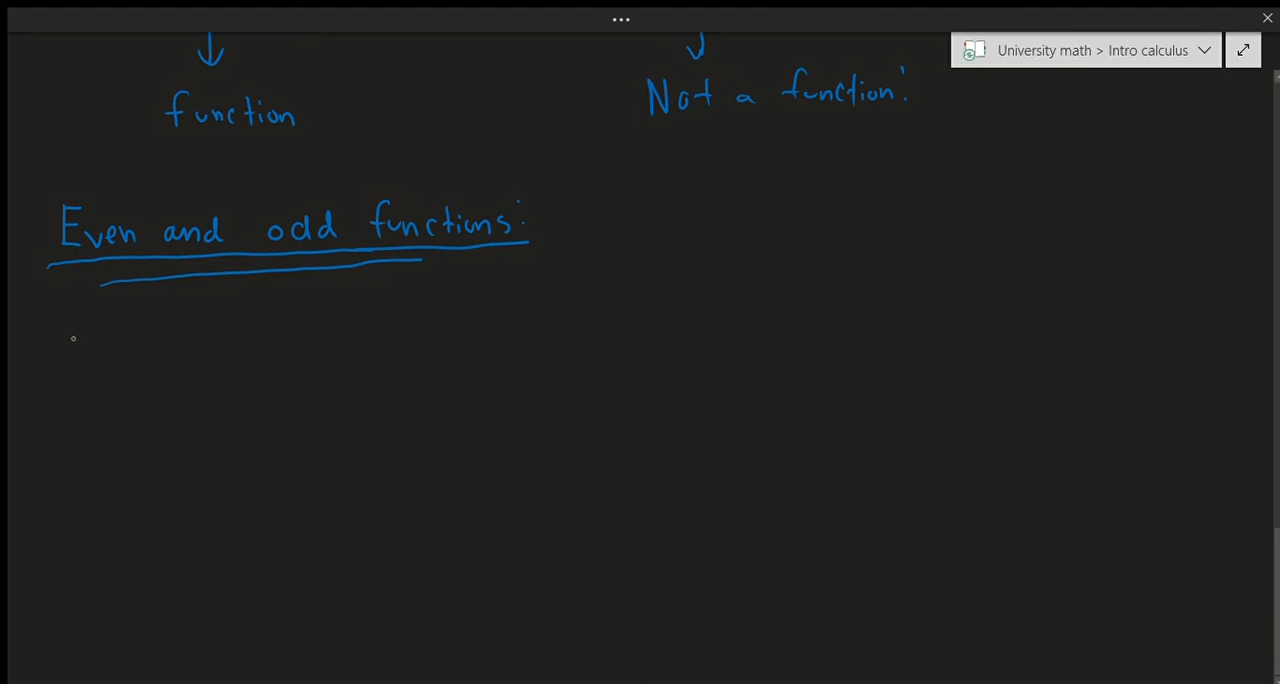 University math > Intro calculus
function
Not a function!
Even and odd functions: